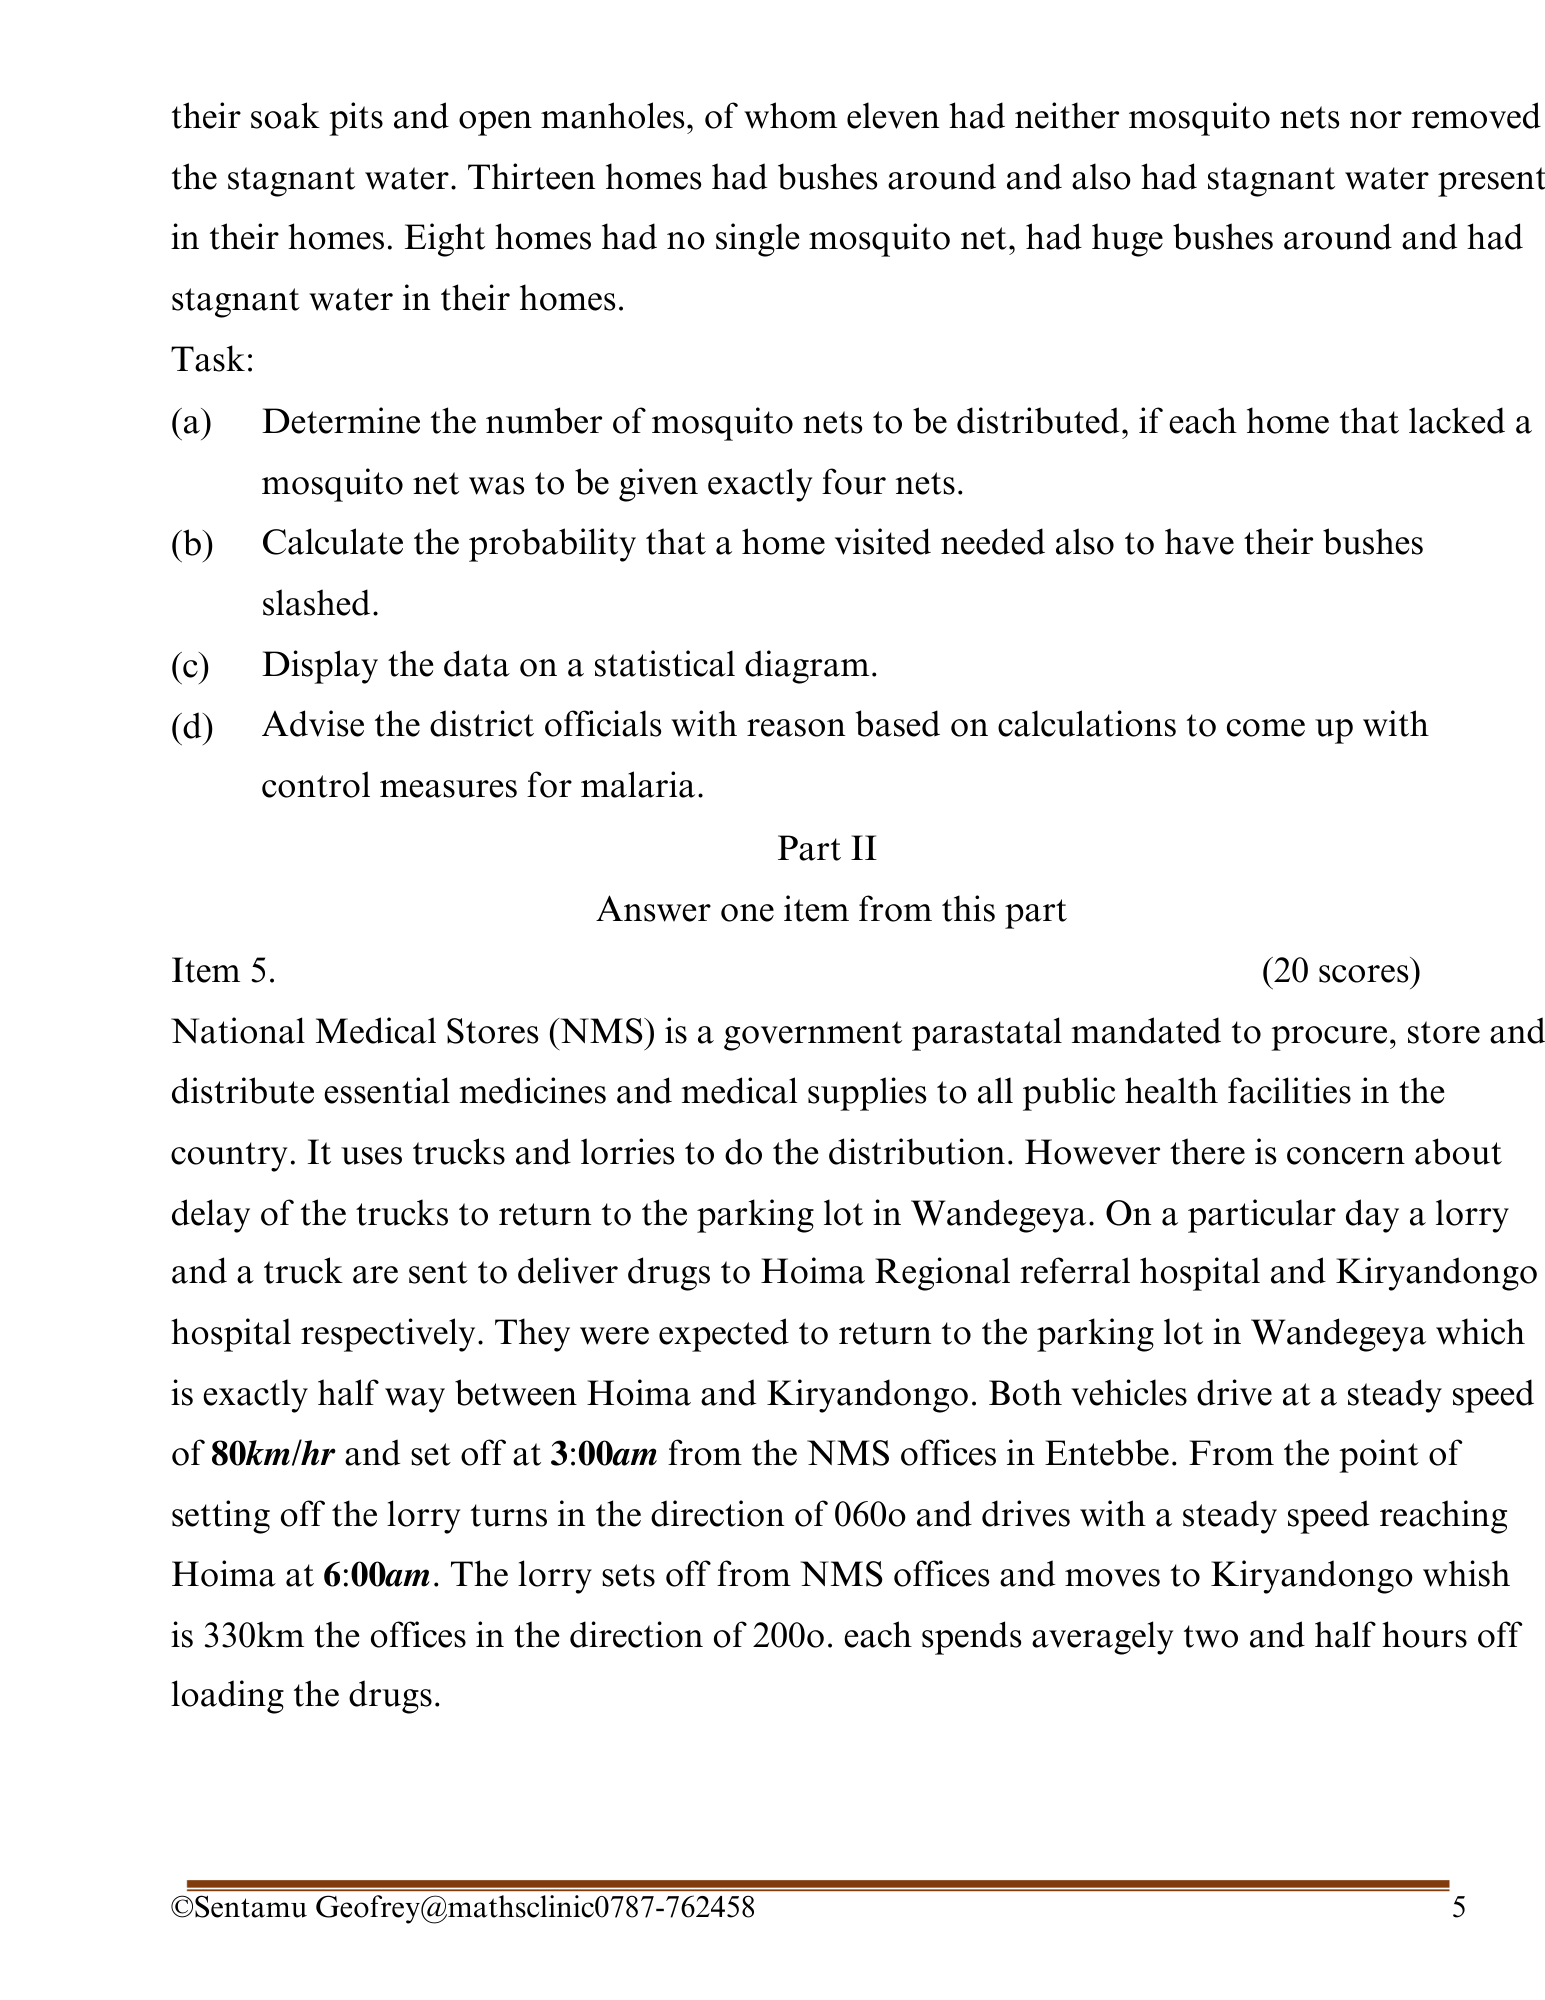 their soak pits and open manholes, of whom eleven had neither mosquito nets nor removed
the stagnant water. Thirteen homes had bushes around and also had stagnant water present
in their homes. Eight homes had no single mosquito net, had huge bushes around and had
stagnant water in their homes.
Task:
(a) Determine the number of mosquito nets to be distributed, if each home that lacked a
mosquito net was to be given exactly four nets.
(b) Calculate the probability that a home visited needed also to have their bushes
slashed.
(c) Display the data on a statistical diagram.
(d) Advise the district officials with reason based on calculations to come up with
control measures for malaria.
Part II
Answer one item from this part
Item 5. (20 scores)
National Medical Stores (NMS) is a government parastatal mandated to procure, store and
distribute essential medicines and medical supplies to all public health facilities in the
country. It uses trucks and lorries to do the distribution. However there is concern about
delay of the trucks to return to the parking lot in Wandegeya. On a particular day a lorry
and a truck are sent to deliver drugs to Hoima Regional referral hospital and Kiryandongo
hospital respectively. They were expected to return to the parking lot in Wandegeya which
is exactly half way between Hoima and Kiryandongo. Both vehicles drive at a steady speed
of 80km/hr and set off at 3:00am from the NMS offices in Entebbe. From the point of
setting off the lorry turns in the direction of 060o and drives with a steady speed reaching
Hoima at 6:00am. The lorry sets off from NMS offices and moves to Kiryandongo whish
is 330km the offices in the direction of 200o. each spends averagely two and half hours off
loading the drugs.
©Sentamu Geofrey@mathsclinic0787-762458 5